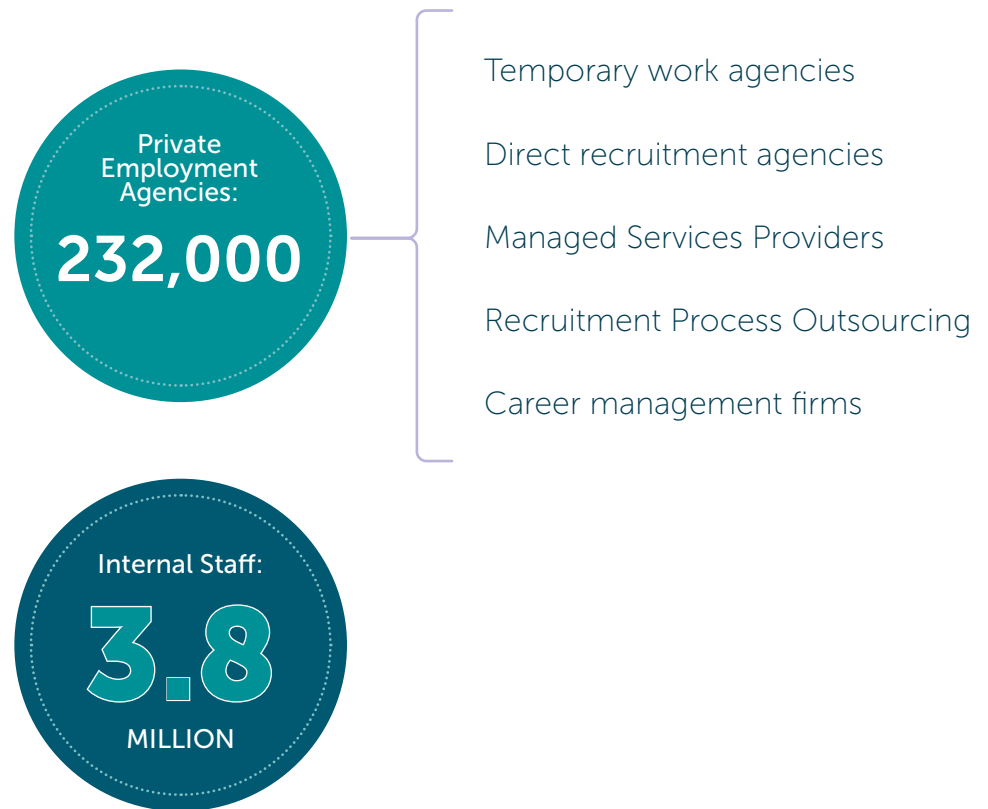 Private
Employment
Agencies:
232,000
Temporary work agencies
Direct recruitment agencies
Managed Services Providers
Recruitment Process Outsourcing
Career management firms
Internal Staff:
3.8
MILLION